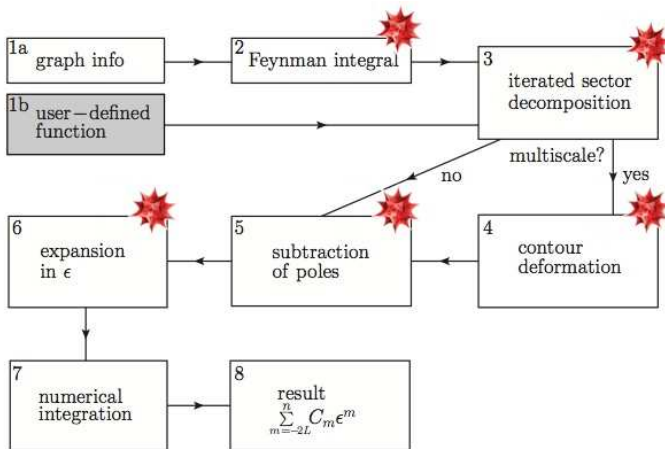 1a
graph info
2
Feynman integral
3
iterated sector
decomposition
1b
user−defined
function
multiscale?
no
yes
6
expansion
in ϵ
5
subtraction
of poles
4
contour
deformation
7
numerical
integration
8
result
n
∑ C_m ϵ^m
m=−2L